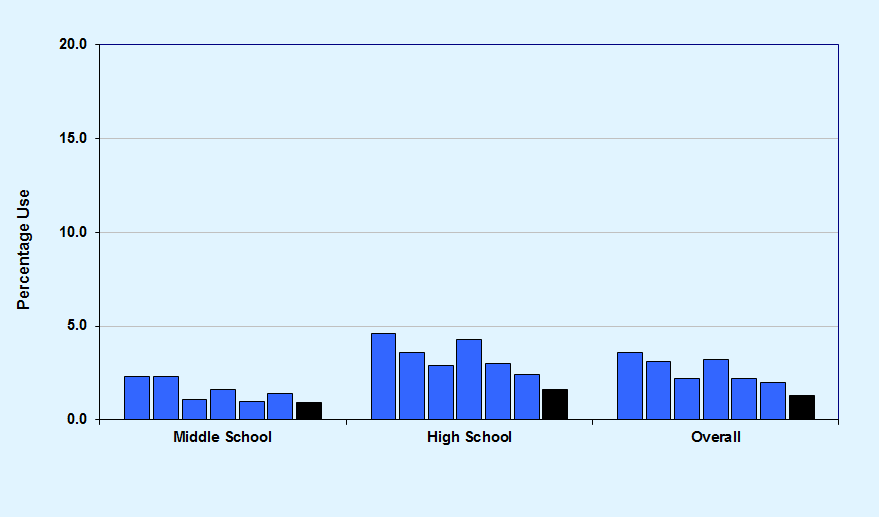 20.0
15.0
10.0
5.0
0.0
Percentage Use
Middle School
High School
Overall